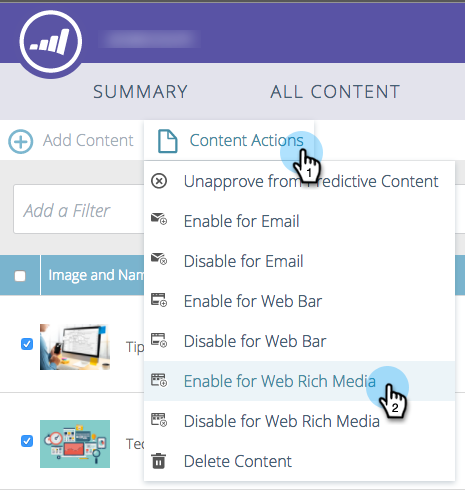 SUMMARY
ALL CONTENT
Add Content
Content Actions
1
Unapprove from Predictive Content
Add a Filter
Enable for Email
Disable for Email
Image and Nam
Enable for Web Bar
Disable for Web Bar
Tip
Enable for Web Rich Media
2
Disable for Web Rich Media
Tec
Delete Content